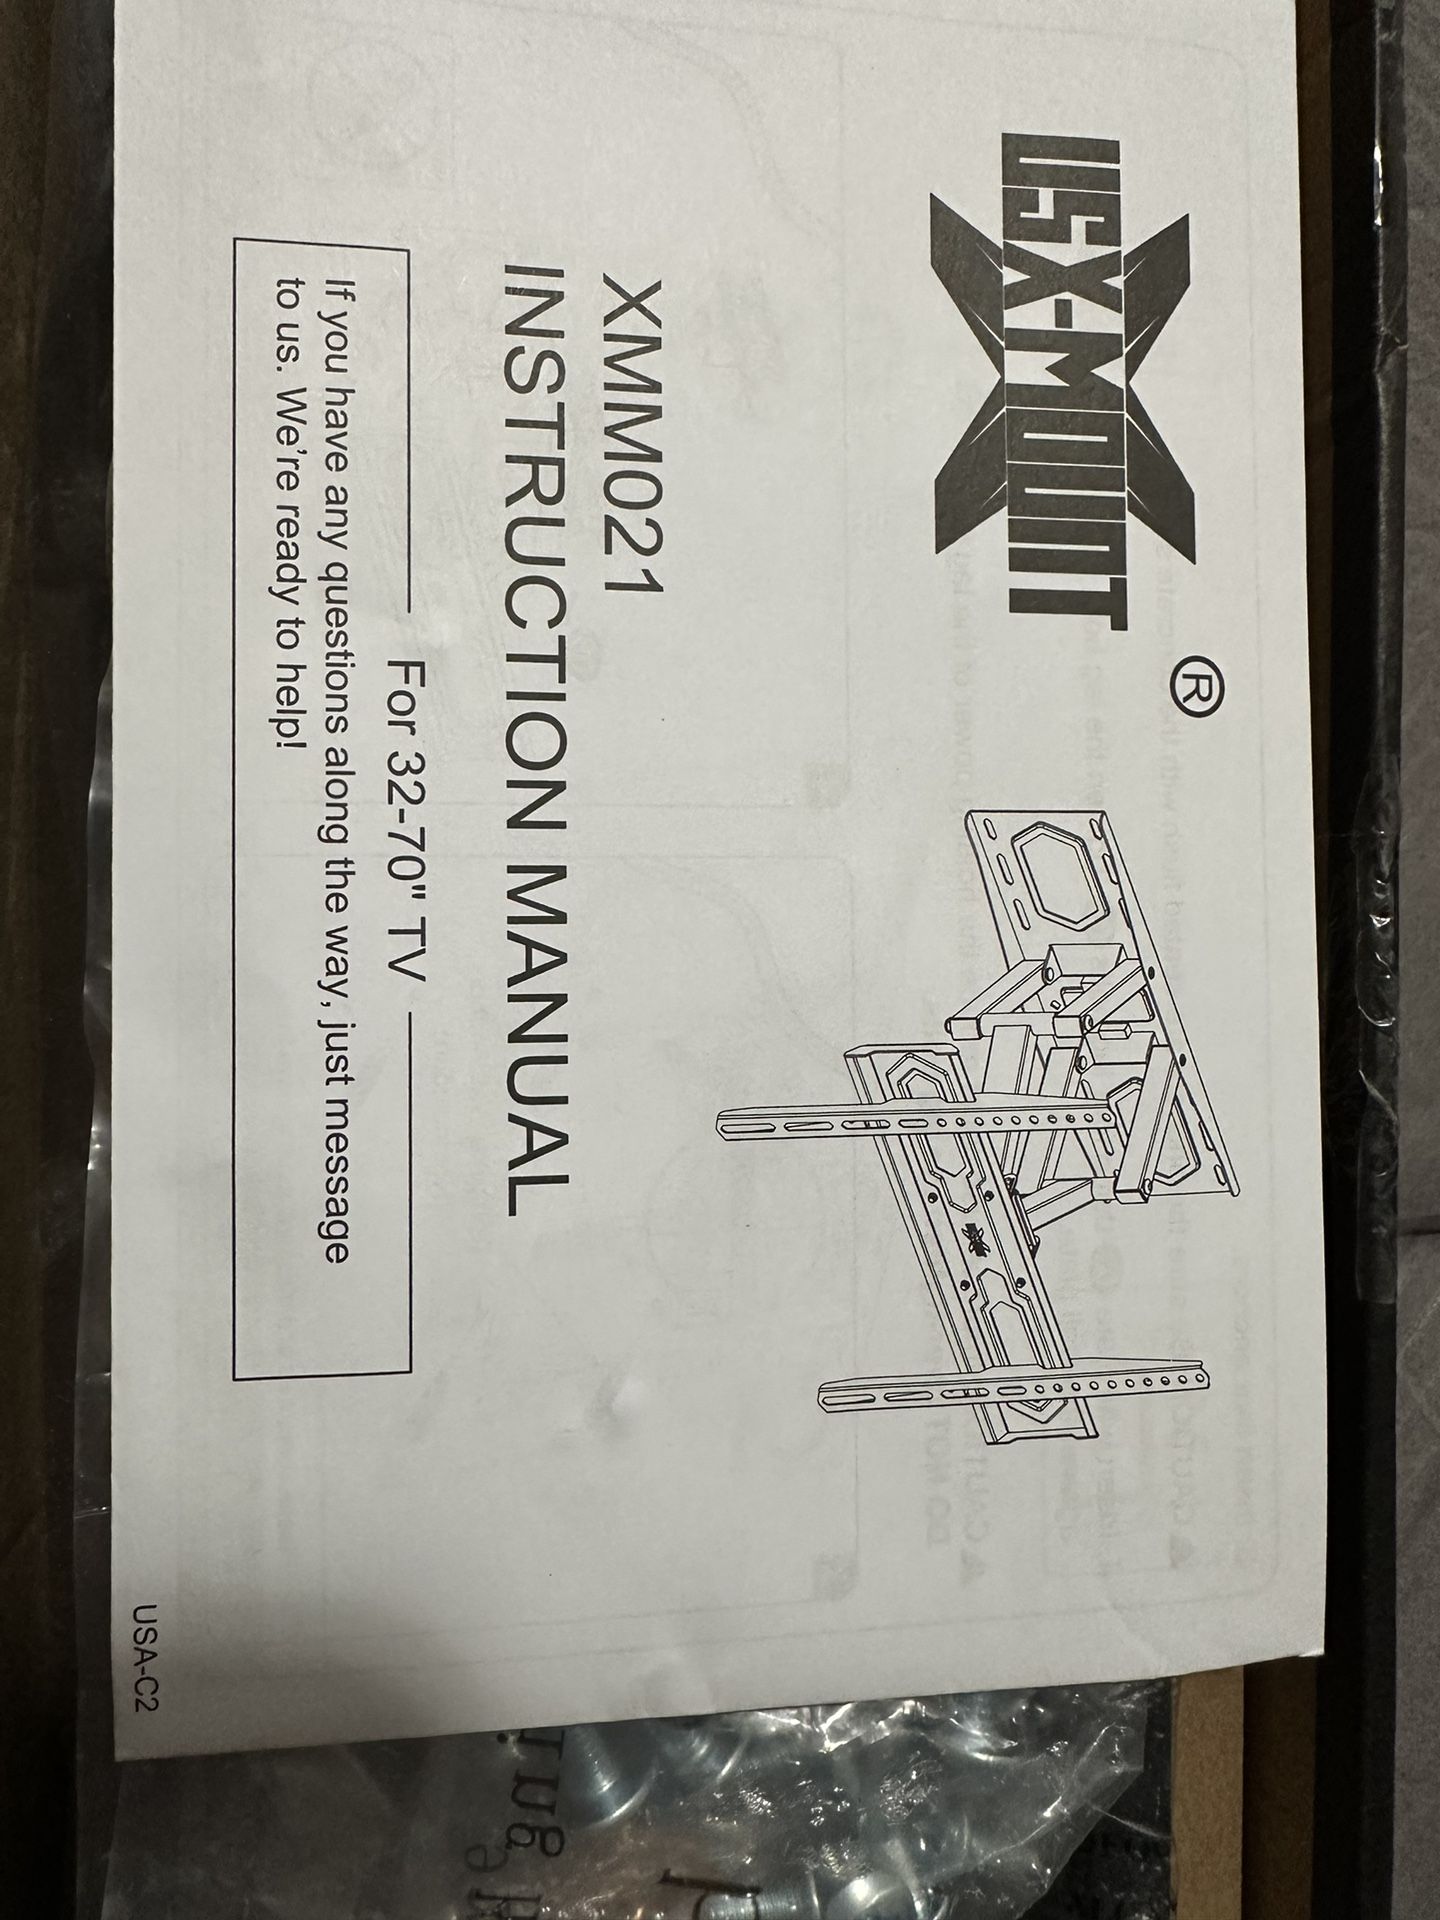 USX-MOUNT ®
XMM021
INSTRUCTION MANUAL
For 32-70" TV
If you have any questions along the way, just message
to us. We're ready to help!
USA-C2